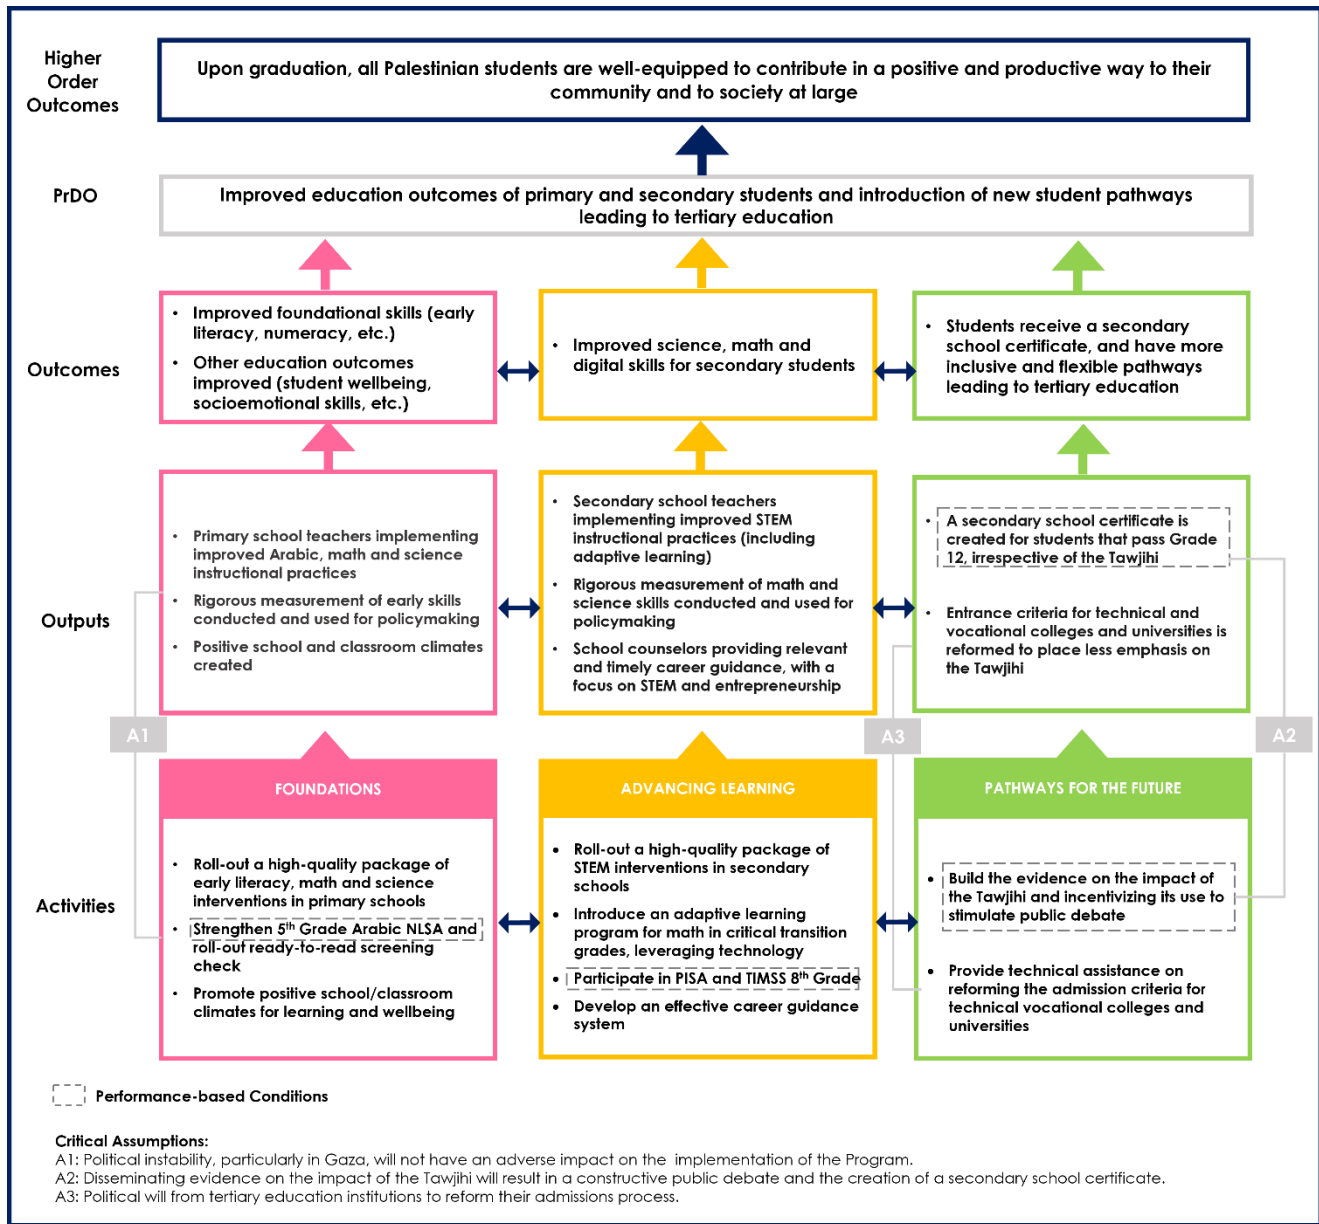 Higher
Order
Outcomes
Upon graduation, all Palestinian students are well-equipped to contribute in a positive and productive way to their
community and to society at large
PrDO
Improved education outcomes of primary and secondary students and introduction of new student pathways
leading to tertiary education
Outcomes
• Improved foundational skills (early
literacy, numeracy, etc.)
• Other education outcomes
improved (student wellbeing,
socioemotional skills, etc.)
• Improved science, math and
digital skills for secondary students
• Students receive a secondary
school certificate, and have more
inclusive and flexible pathways
leading to tertiary education
Outputs
• Primary school teachers implementing
improved Arabic, math and science
instructional practices
• Rigorous measurement of early skills
conducted and used for policymaking
• Positive school and classroom climates
created
• Secondary school teachers
implementing improved STEM
instructional practices (including
adaptive learning)
• Rigorous measurement of math and
science skills conducted and used for
policymaking
• School counselors providing relevant
and timely career guidance, with a
focus on STEM and entrepreneurship
• A secondary school certificate is
created for students that pass Grade
12, irrespective of the Tawjihi
• Entrance criteria for technical and
vocational colleges and universities is
reformed to place less emphasis on
the Tawjihi
A1
A3
A2
Activities
FOUNDATIONS
• Roll-out a high-quality package of
early literacy, math and science
interventions in primary schools
• Strengthen 5th Grade Arabic NLSA and
roll-out ready-to-read screening
check
• Promote positive school/classroom
climates for learning and wellbeing
ADVANCING LEARNING
• Roll-out a high-quality package of
STEM interventions in secondary
schools
• Introduce an adaptive learning
program for math in critical transition
grades, leveraging technology
• Participate in PISA and TIMSS 8th Grade
• Develop an effective career guidance
system
PATHWAYS FOR THE FUTURE
• Build the evidence on the impact of
the Tawjihi and incentivizing its use to
stimulate public debate
• Provide technical assistance on
reforming the admission criteria for
technical vocational colleges and
universities
Performance-based Conditions
Critical Assumptions:
A1: Political instability, particularly in Gaza, will not have an adverse impact on the implementation of the Program.
A2: Disseminating evidence on the impact of the Tawjihi will result in a constructive public debate and the creation of a secondary school certificate.
A3: Political will from tertiary education institutions to reform their admissions process.